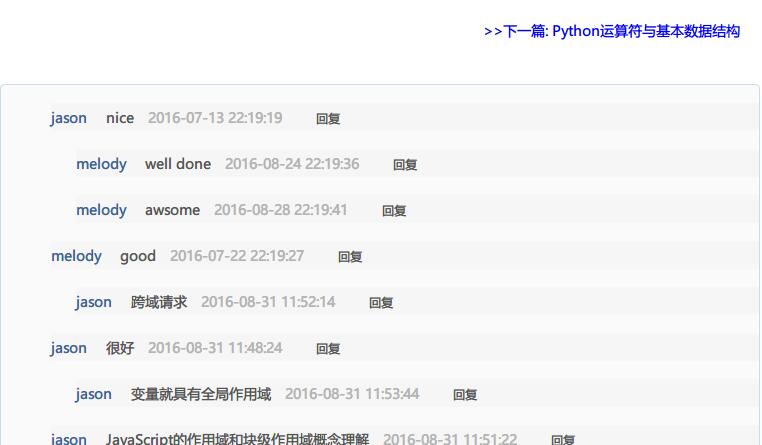 >>下一篇: Python运算符与基本数据结构
jason nice 2016-07-13 22:19:19 回复
melody well done 2016-08-24 22:19:36 回复
melody awsome 2016-08-28 22:19:41 回复
melody good 2016-07-22 22:19:27 回复
jason 跨域请求 2016-08-31 11:52:14 回复
jason 很好 2016-08-31 11:48:24 回复
jason 变量就具有全局作用域 2016-08-31 11:53:44 回复
jason JavaScript的作用域和块级作用域概念理解 2016-08-31 11:51:22 回复